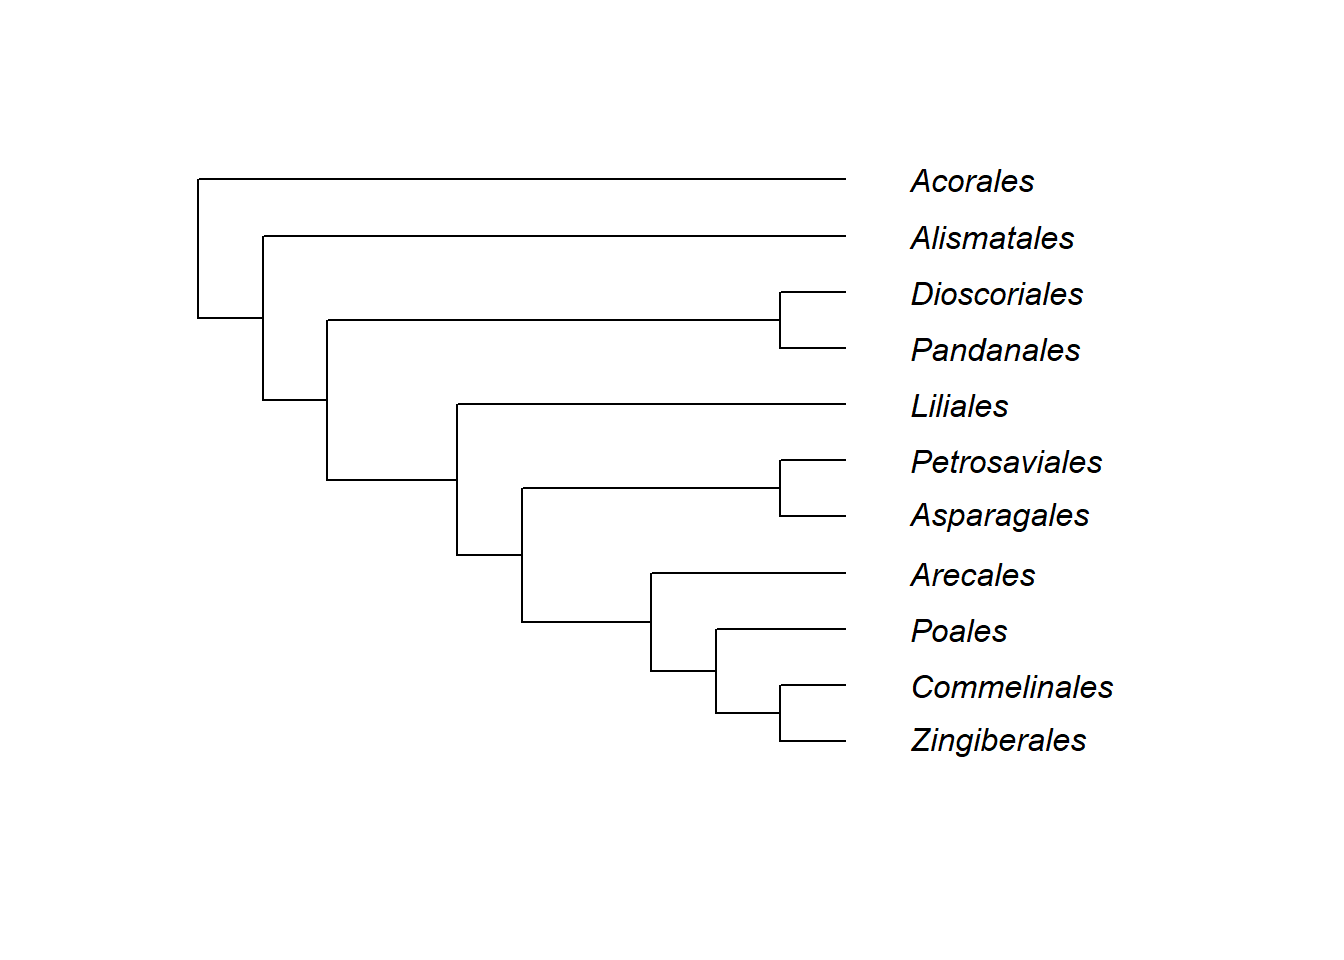 Acorales
Alismatales
Dioscoriales
Pandanales
Liliales
Petrosaviales
Asparagales
Arecales
Poales
Commelinales
Zingiberales